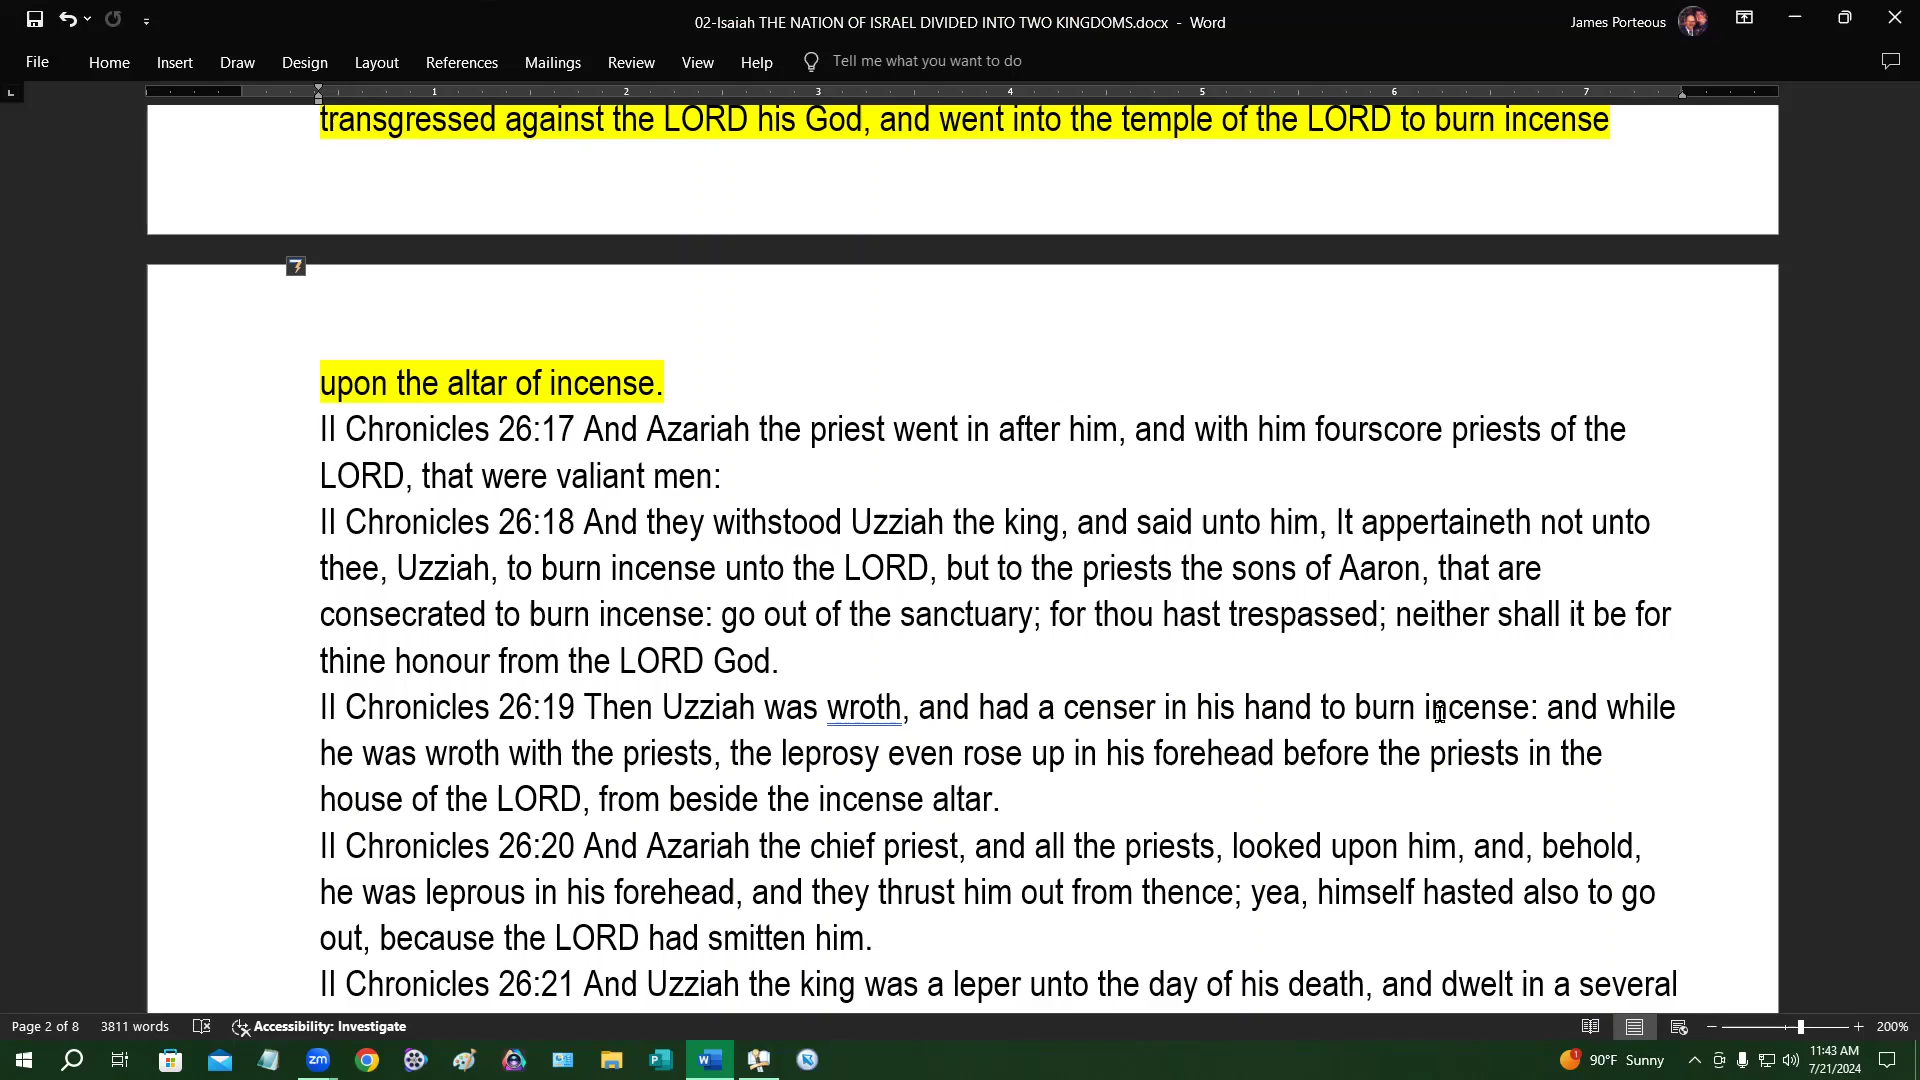 02-Isaiah THE NATION OF ISRAEL DIVIDED INTO TWO KINGDOMS.docx - Word
James Porteous
File Home Insert Draw Design Layout References Mailings Review View Help Tell me what you want to do
1 2 3 4 5 6 7
transgressed against the LORD his God, and went into the temple of the LORD to burn incense
upon the altar of incense.
II Chronicles 26:17 And Azariah the priest went in after him, and with him fourscore priests of the
LORD, that were valiant men:
II Chronicles 26:18 And they withstood Uzziah the king, and said unto him, It appertaineth not unto
thee, Uzziah, to burn incense unto the LORD, but to the priests the sons of Aaron, that are
consecrated to burn incense: go out of the sanctuary; for thou hast trespassed; neither shall it be for
thine honour from the LORD God.
II Chronicles 26:19 Then Uzziah was wroth, and had a censer in his hand to burn incense: and while
he was wroth with the priests, the leprosy even rose up in his forehead before the priests in the
house of the LORD, from beside the incense altar.
II Chronicles 26:20 And Azariah the chief priest, and all the priests, looked upon him, and, behold,
he was leprous in his forehead, and they thrust him out from thence; yea, himself hasted also to go
out, because the LORD had smitten him.
II Chronicles 26:21 And Uzziah the king was a leper unto the day of his death, and dwelt in a several
Page 2 of 8 3811 words Accessibility: Investigate 200%
zm 1 90°F Sunny 11:43 AM
7/21/2024